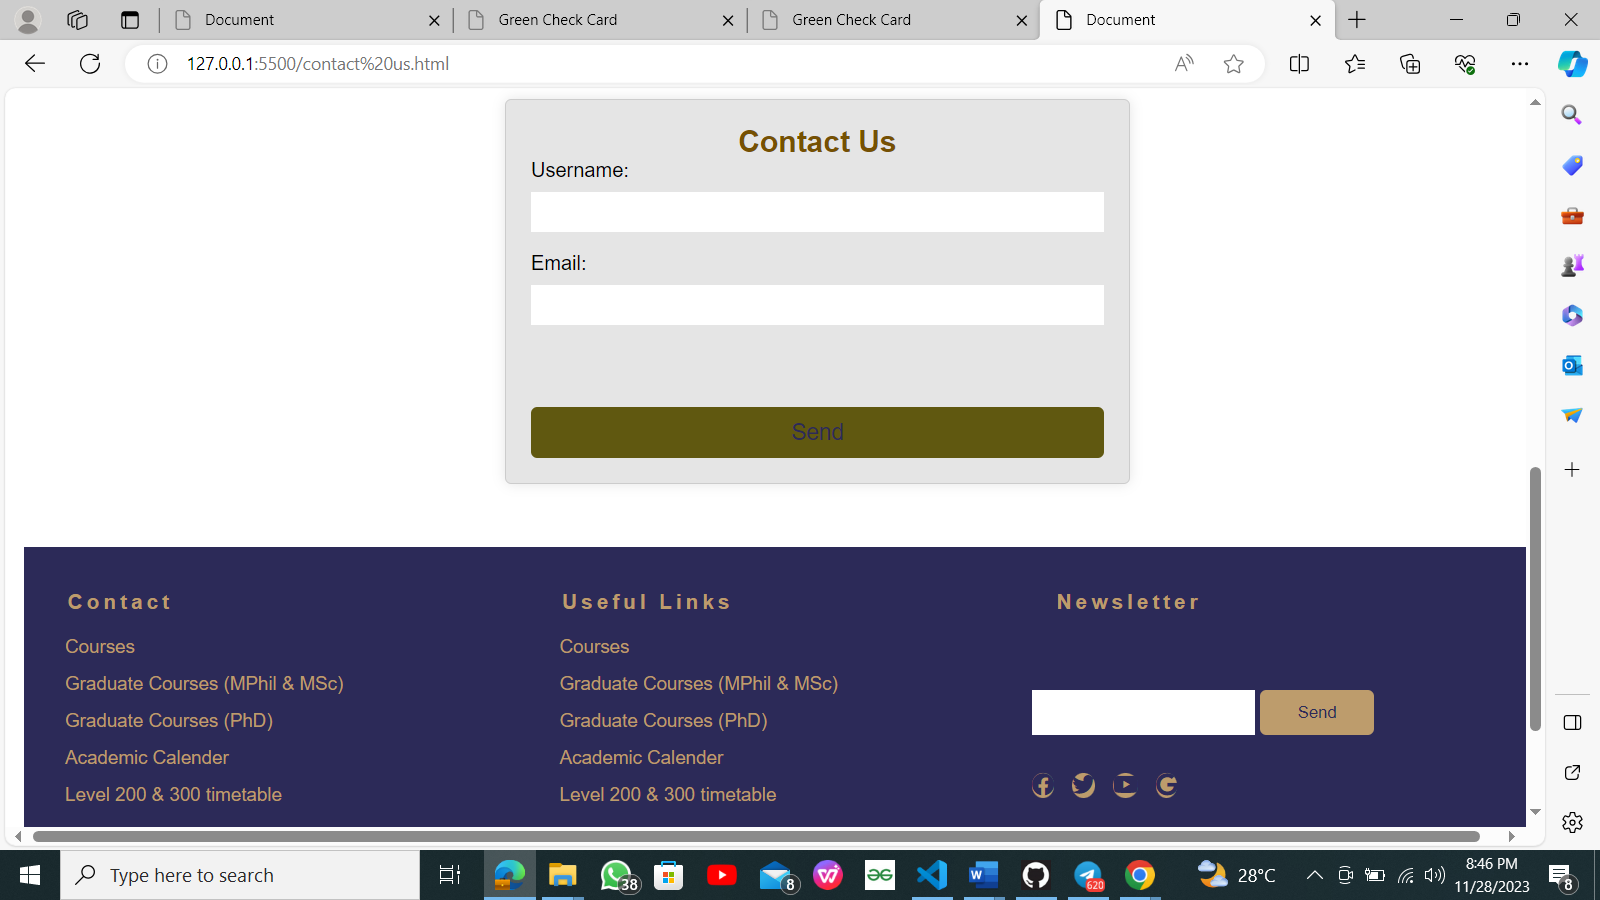 Document
Green Check Card
Green Check Card
Document
127.0.0.1:5500/contact%20us.html
Contact Us
Username:
Email:
Send
Contact
Useful Links
Newsletter
Courses
Courses
Graduate Courses (MPhil & MSc)
Graduate Courses (MPhil & MSc)
Graduate Courses (PhD)
Graduate Courses (PhD)
Send
Academic Calender
Academic Calender
Level 200 & 300 timetable
Level 200 & 300 timetable
Type here to search
38
8
620
28°C
8:46 PM
11/28/2023
8